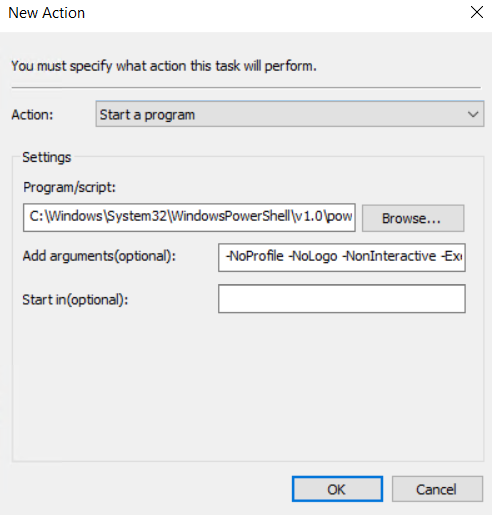 New Action
You must specify what action this task will perform.
Action: Start a program
Settings
Program/script:
C:\Windows\System32\WindowsPowerShell\v1.0\pow Browse...
Add arguments(optional): -NoProfile -NoLogo -NonInteractive -Exe
Start in(optional):
OK Cancel